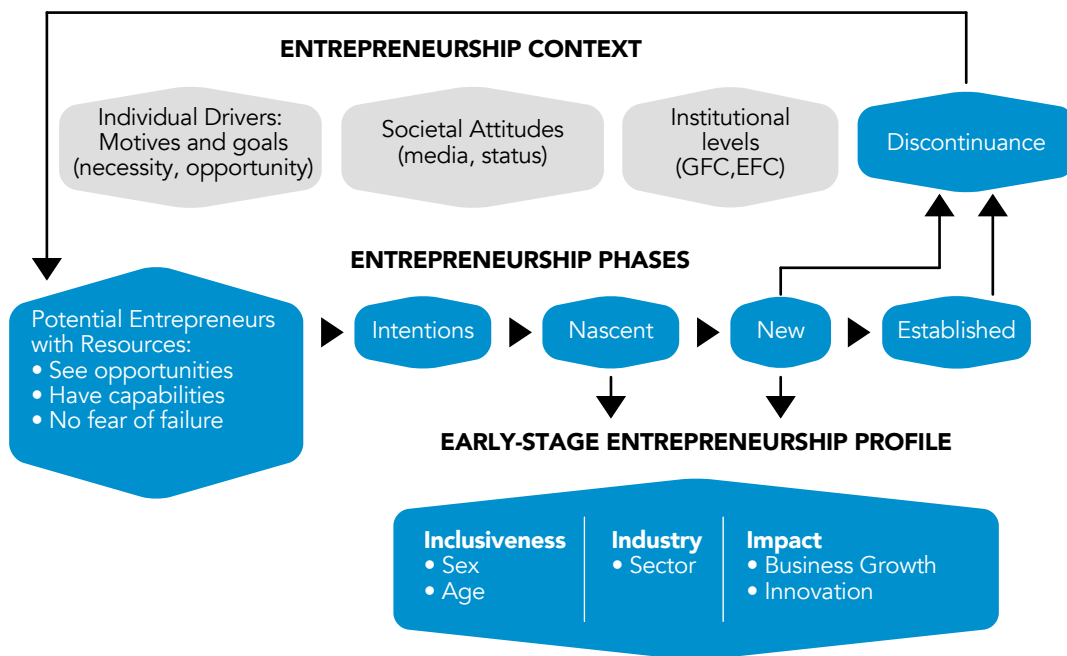 ENTREPRENEURSHIP CONTEXT
Individual Drivers:
Motives and goals
(necessity, opportunity)
Societal Attitudes
(media, status)
Institutional
levels
(GFC,EFC)
Discontinuance
ENTREPRENEURSHIP PHASES
Potential Entrepreneurs
with Resources:
• See opportunities
• Have capabilities
• No fear of failure
Intentions
Nascent
New
Established
EARLY-STAGE ENTREPRENEURSHIP PROFILE
Inclusiveness
• Sex
• Age
Industry
• Sector
Impact
• Business Growth
• Innovation